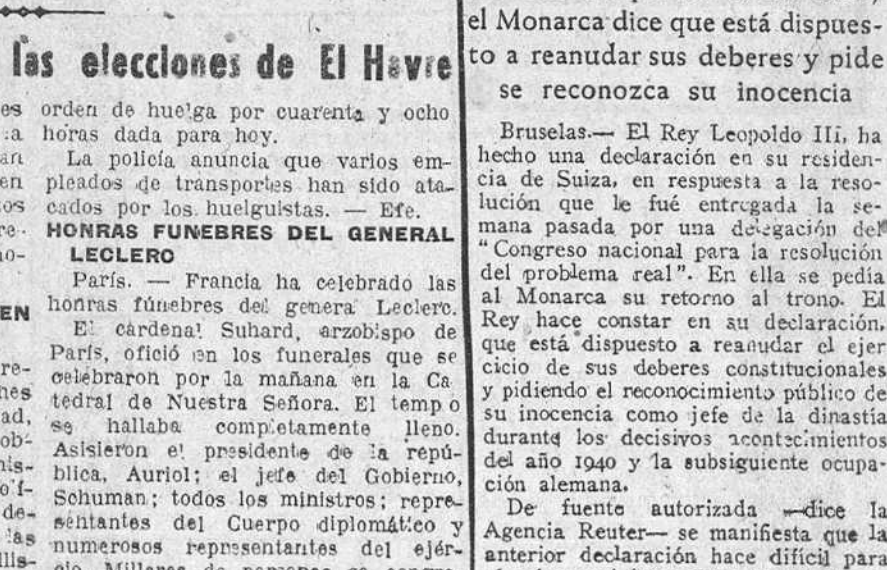 las elecciones de El Havre
orden de huelga por cuarenta y ocho
horas dada para hoy.
La policía anuncia que varios em-
pleados de transportes han sido ata-
cados por los huelguistas. — Efe.
HONRAS FUNEBRES DEL GENERAL
LECLERO
París. — Francia ha celebrado las
honras fúnebres del genera Leclerc.
El cardenal Suhard, arzobispo de
París, ofició en los funerales que se
celebraron por la mañana en la Ca
tedral de Nuestra Señora. El tempo
se hallaba completamente lleno.
Asisieron el presidente de la repú-
blica, Auriol; el jefe del Gobierno,
Schuman; todos los ministros; repre-
sentantes del Cuerpo diplomático y
numerosos representantes del ejér-
el Monarca dice que está dispues-
to a reanudar sus deberes y pide
se reconozca su inocencia
Bruselas.— El Rey Leopoldo III, ha
hecho una declaración en su residen-
cia de Suiza, en respuesta a la reso-
lución que le fué entregada la se-
mana pasada por una delegación del
"Congreso nacional para la resolución
del problema real". En ella se pedía
al Monarca su retorno al trono. El
Rey hace constar en su declaración,
que está dispuesto a reanudar el ejer
cicio de sus deberes constitucionales
y pidiendo el reconocimiento público de
su inocencia como jefe de la dinastía
durante los decisivos acontecimientos
del año 1940 y la subsiguiente ocupa-
ción alemana.
De fuente autorizada —dice la
Agencia Reuter— se manifiesta que la
anterior declaración hace difícil para